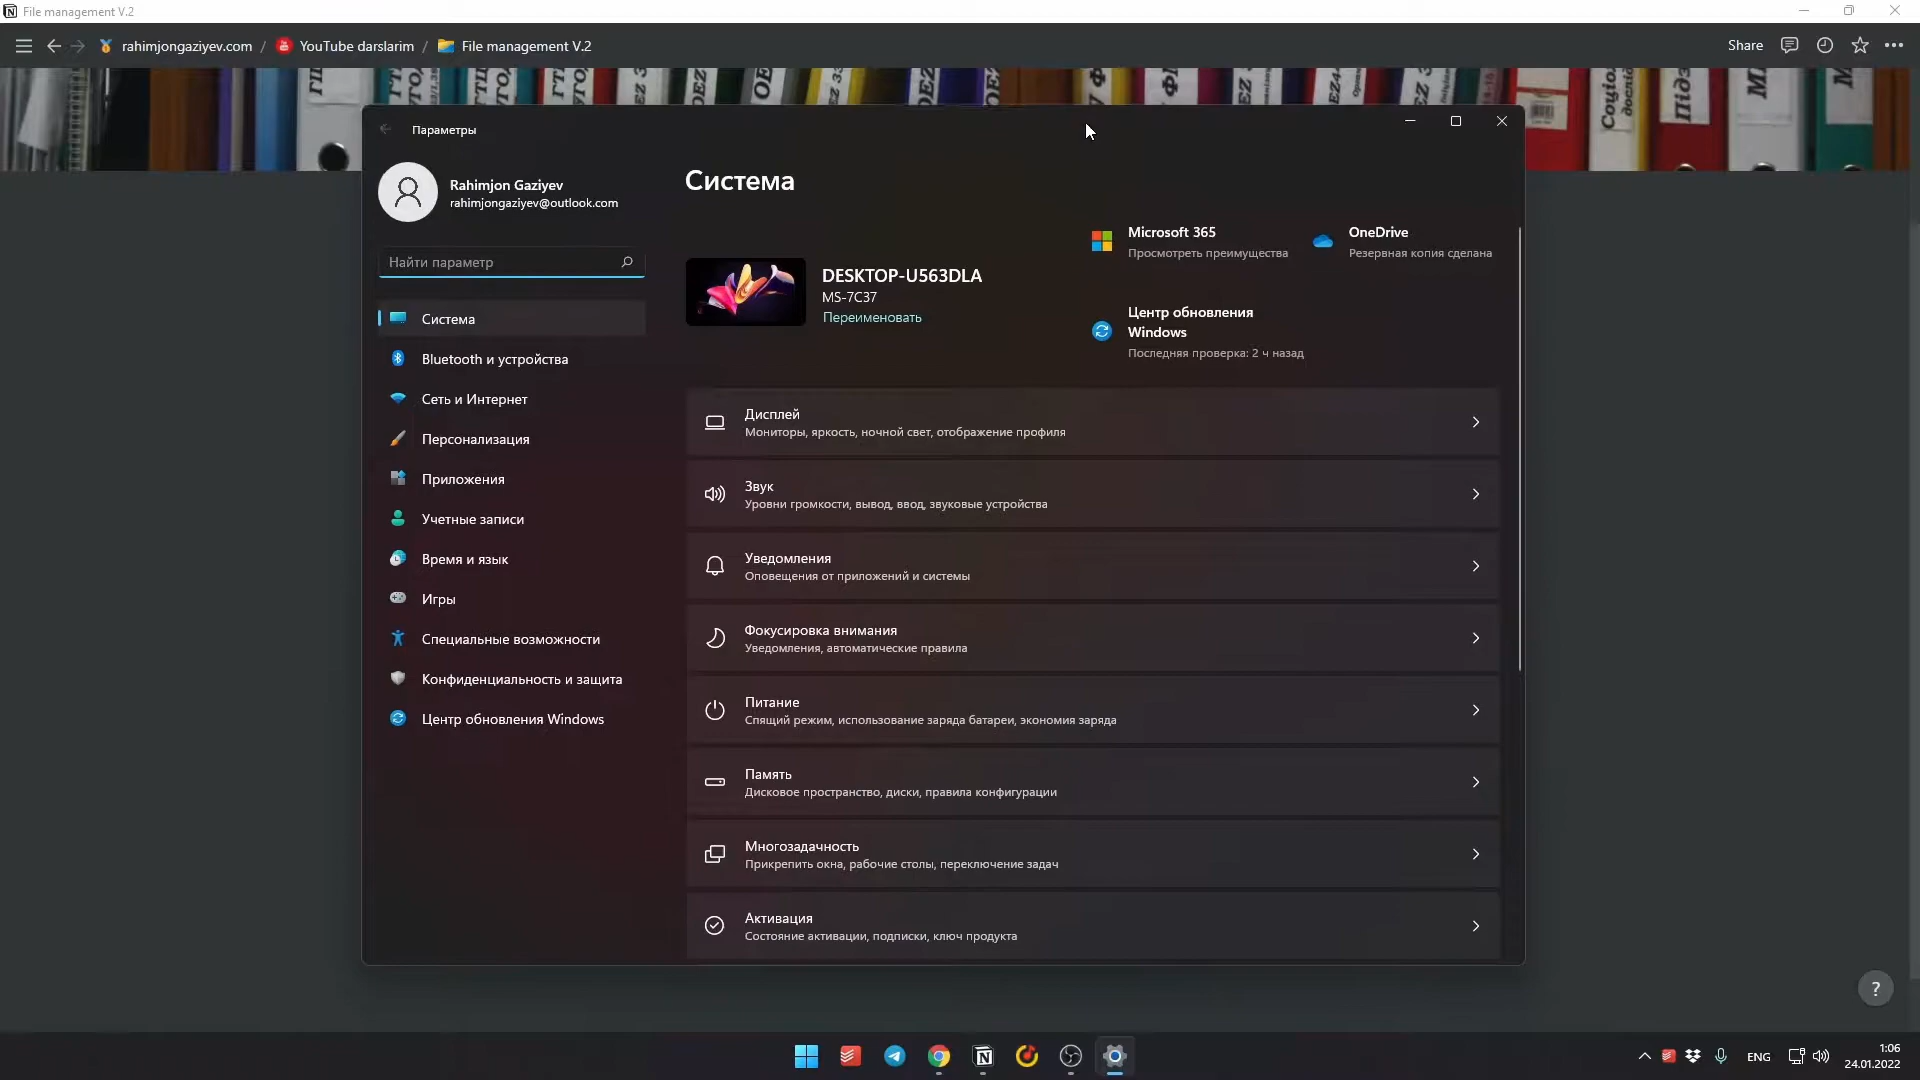 File management V.2
rahimjongaziyev.com / YouTube darslarim / File management V.2
Share
Параметры
Rahimjon Gaziyev
rahimjongaziyev@outlook.com
Найти параметр
Система
Bluetooth и устройства
Сеть и Интернет
Персонализация
Приложения
Учетные записи
Время и язык
Игры
Специальные возможности
Конфиденциальность и защита
Центр обновления Windows
Система
DESKTOP-U563DLA
MS-7C37
Переименовать
Microsoft 365
Просмотреть преимущества
OneDrive
Резервная копия сделана
Центр обновления
Windows
Последняя проверка: 2 ч назад
Дисплей
Мониторы, яркость, ночной свет, отображение профиля
Звук
Уровни громкости, вывод, ввод, звуковые устройства
Уведомления
Оповещения от приложений и системы
Фокусировка внимания
Уведомления, автоматические правила
Питание
Спящий режим, использование заряда батареи, экономия заряда
Память
Дисковое пространство, диски, правила конфигурации
Многозадачность
Прикрепить окна, рабочие столы, переключение задач
Активация
Состояние активации, подписки, ключ продукта
?
ENG
1:06
24.01.2022